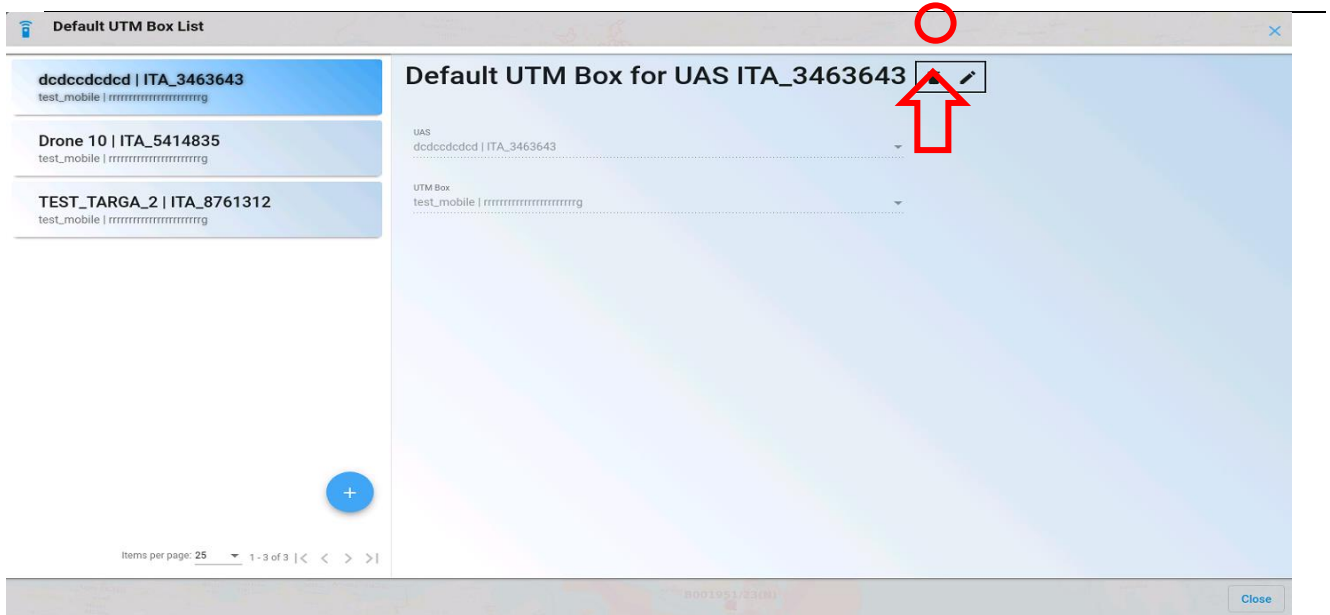 Default UTM Box List
dcdccdcdcd | ITA_3463643
test_mobile | rrrrrrrrrrrrrrrrrrrrrrg
Drone 10 | ITA_5414835
test_mobile | rrrrrrrrrrrrrrrrrrrrrrg
TEST_TARGA_2 | ITA_8761312
test_mobile | rrrrrrrrrrrrrrrrrrrrrrg
Items per page: 25 1 - 3 of 3
Default UTM Box for UAS ITA_3463643
UAS
dcdccdcdcd | ITA_3463643
UTM Box
test_mobile | rrrrrrrrrrrrrrrrrrrrrrg
Close